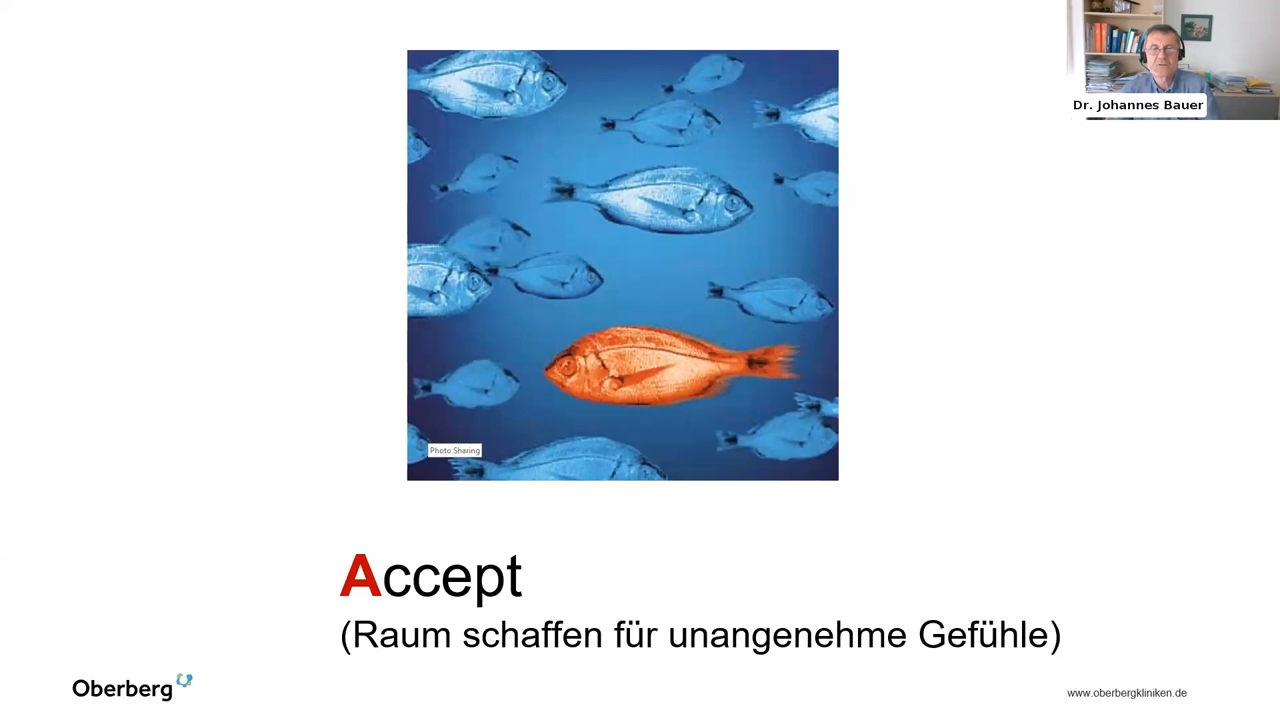 Dr. Johannes Bauer
Photo Sharing
Accept
(Raum schaffen für unangenehme Gefühle)
Oberberg
www.oberbergkliniken.de